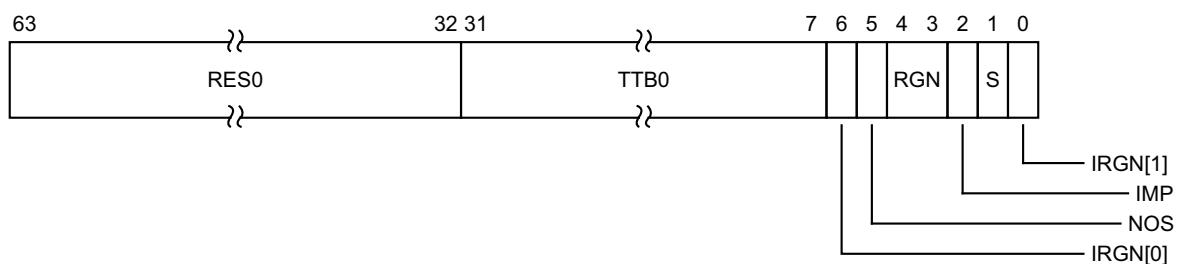 63 32 31 7 6 5 4 3 2 1 0
RES0 TTB0 RGN S
IRGN[1]
IMP
NOS
IRGN[0]